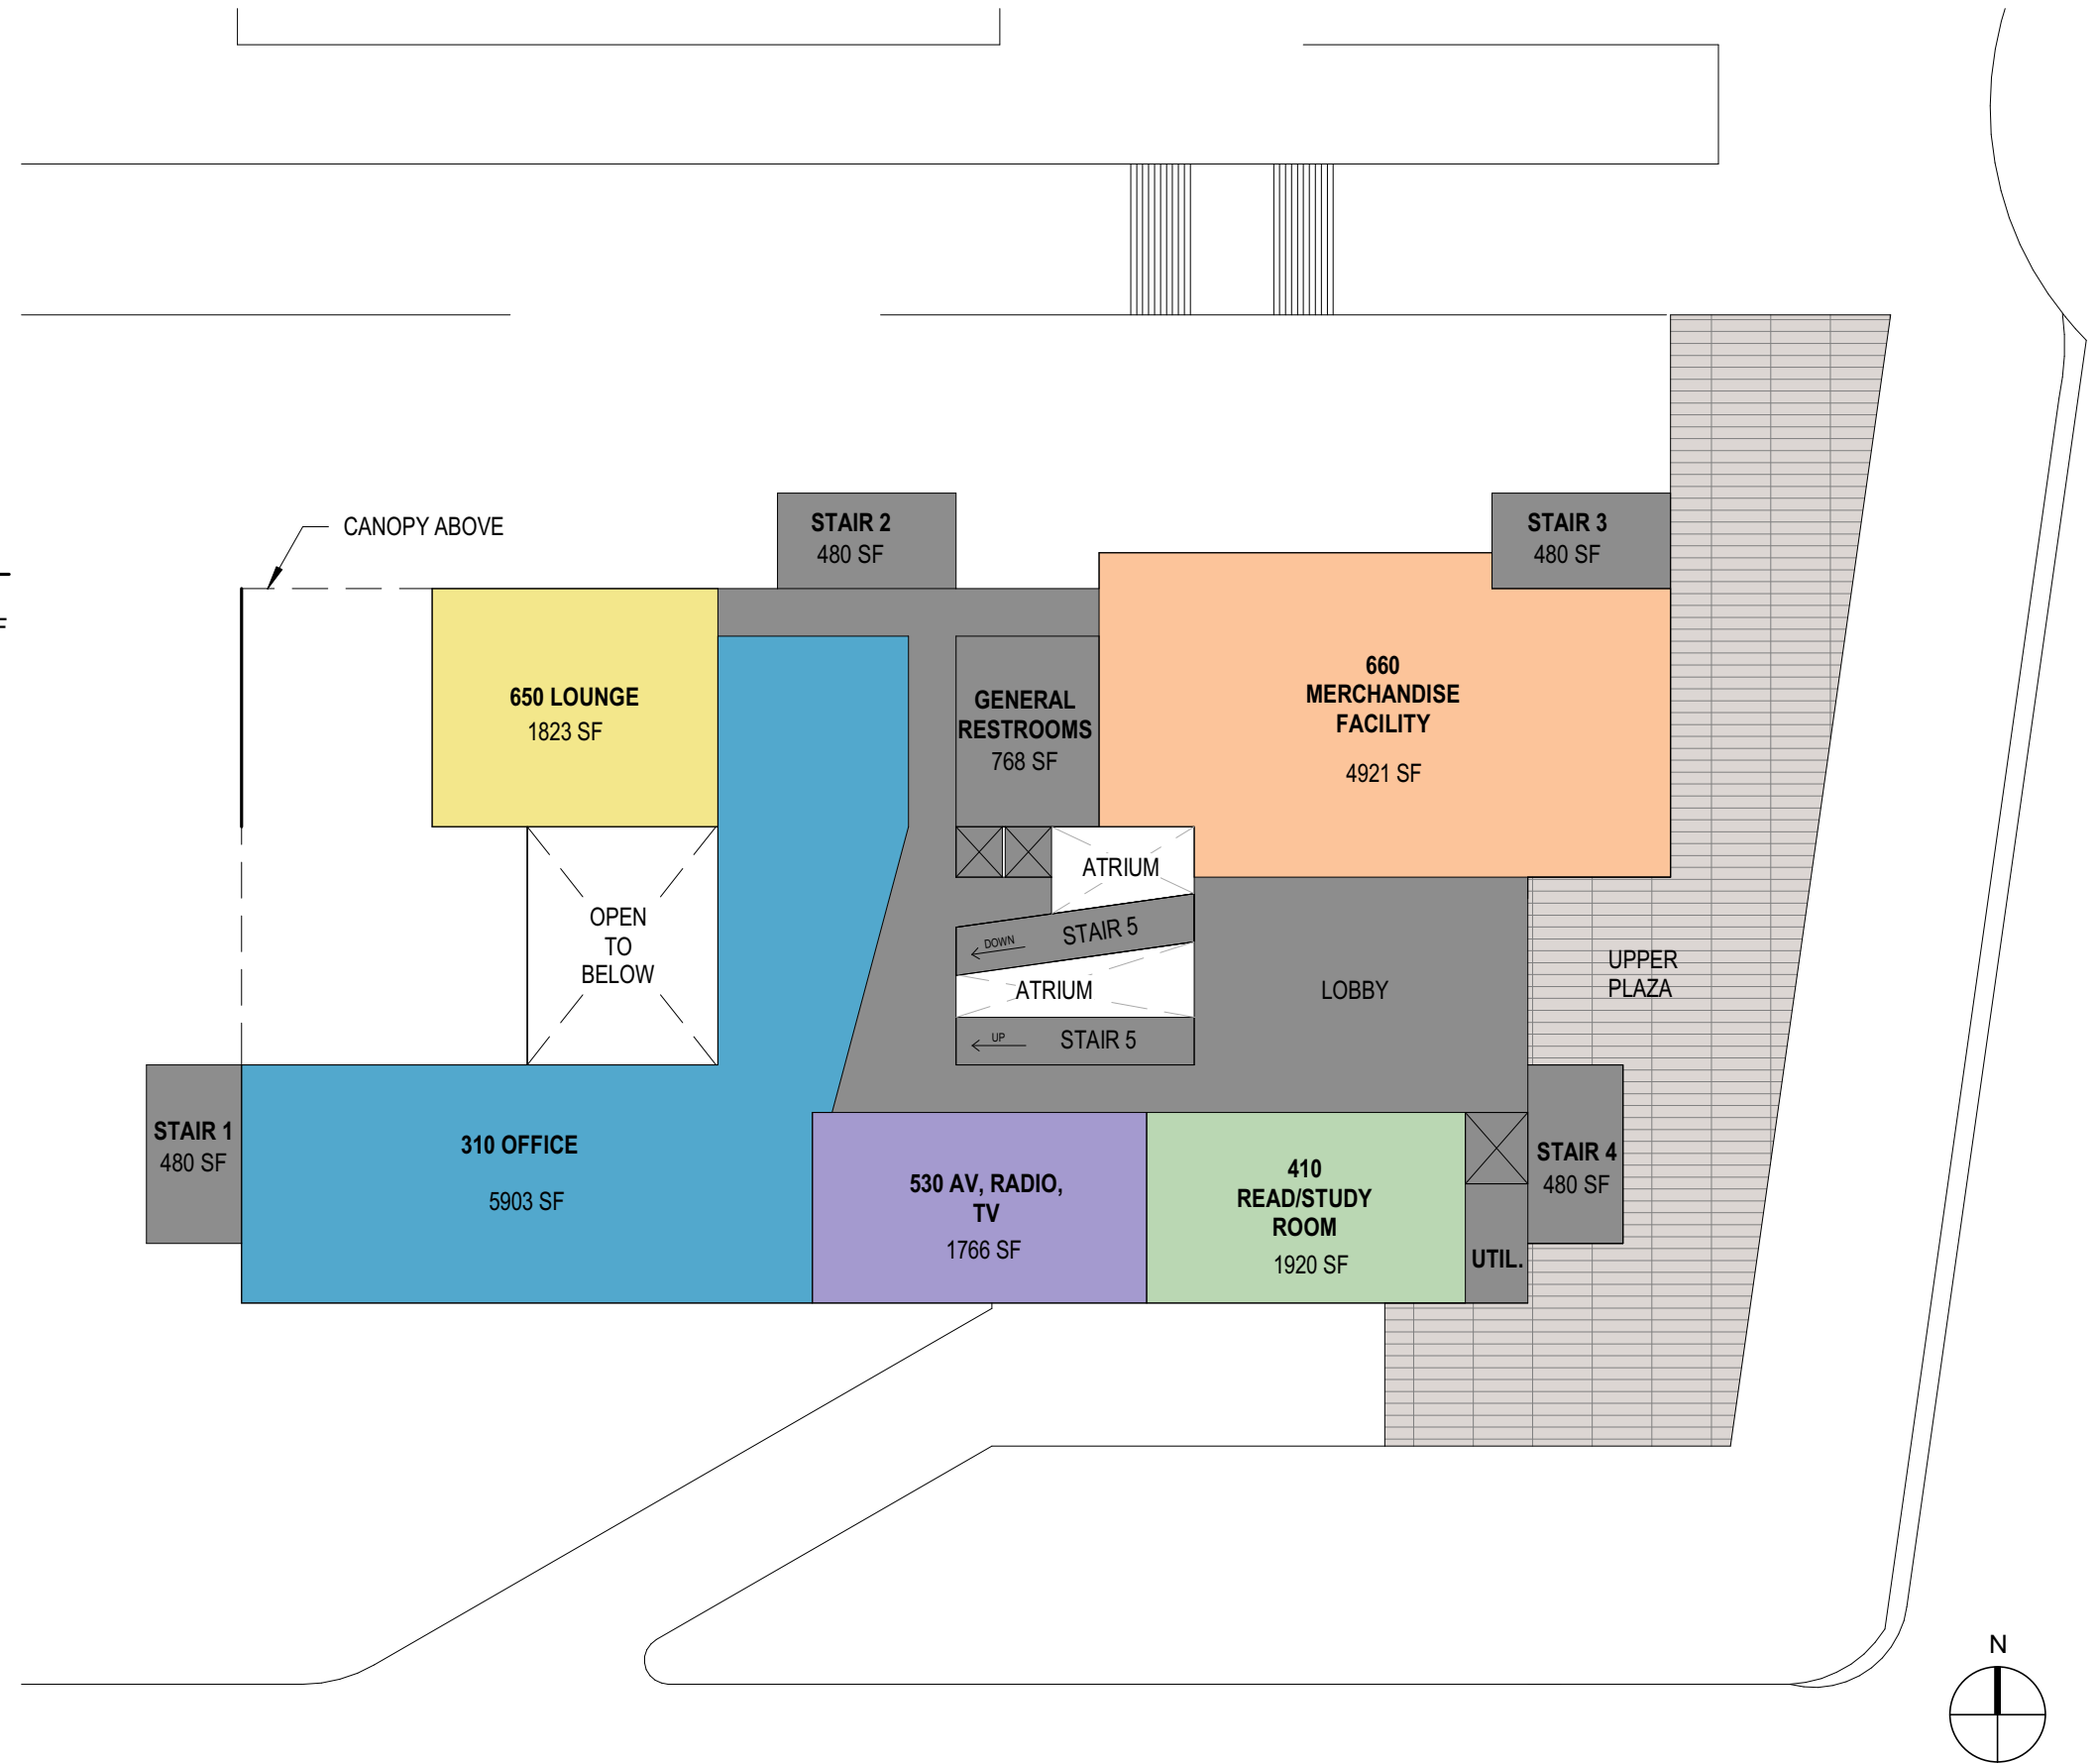 STAIR 2
480 SF
STAIR 3
480 SF
CANOPY ABOVE
650 LOUNGE
1823 SF
GENERAL
RESTROOMS
768 SF
660
MERCHANDISE
FACILITY
4921 SF
ATRIUM
OPEN
TO
BELOW
DOWN
STAIR 5
ATRIUM
LOBBY
UPPER
PLAZA
UP
STAIR 5
STAIR 1
480 SF
310 OFFICE
5903 SF
530 AV, RADIO,
TV
1766 SF
410
READ/STUDY
ROOM
1920 SF
STAIR 4
480 SF
UTIL.
N